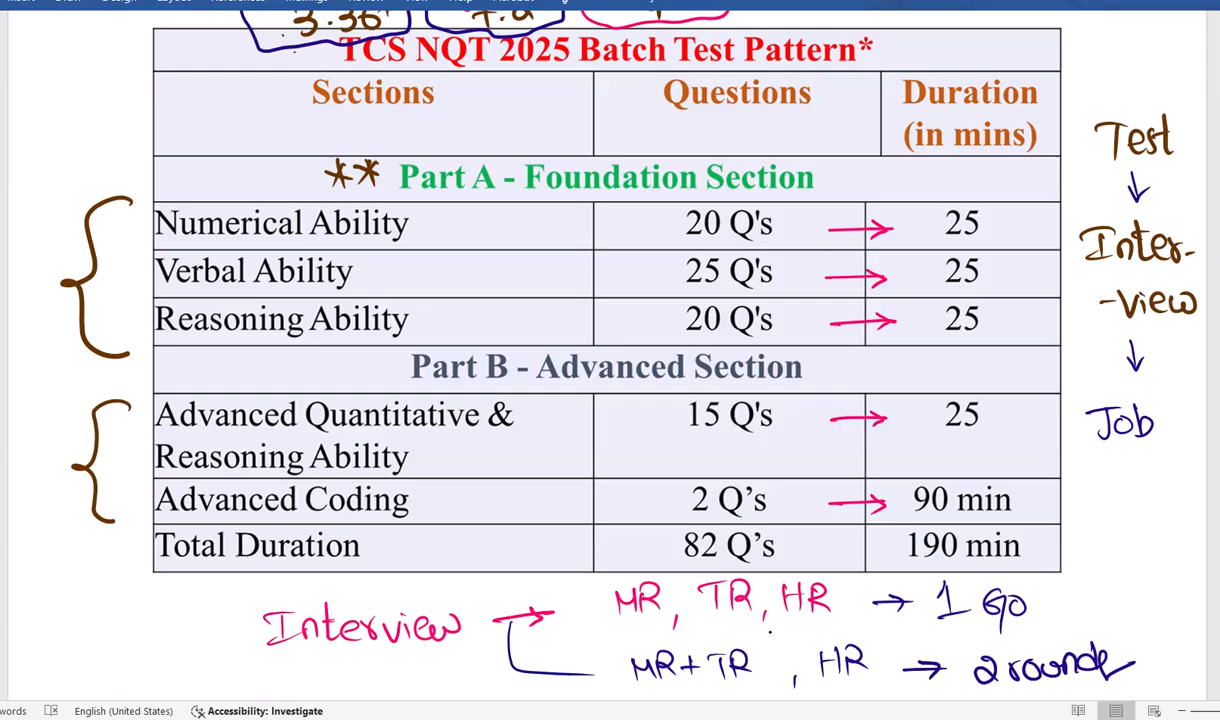 3.36
TCS NQT 2025 Batch Test Pattern*
Sections Questions Duration (in mins)
** Part A - Foundation Section
Numerical Ability 20 Q's → 25
Verbal Ability 25 Q's → 25
Reasoning Ability 20 Q's → 25
Part B - Advanced Section
Advanced Quantitative & 15 Q's → 25
Reasoning Ability
Advanced Coding 2 Q’s → 90 min
Total Duration 82 Q’s 190 min
Test
↓
Inter-
-view
↓
Job
Interview → MR, TR, HR → 1 Go
MR+TR, HR → 2 rounds
words English (United States) Accessibility: Investigate